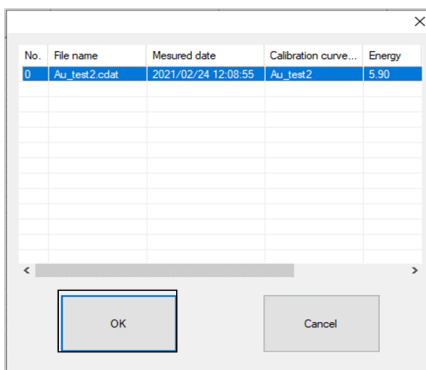 No. File name Mesured date Calibration curve... Energy
0 Au_test2.cdat 2021/02/24 12:08:55 Au_test2 5.90
OK Cancel